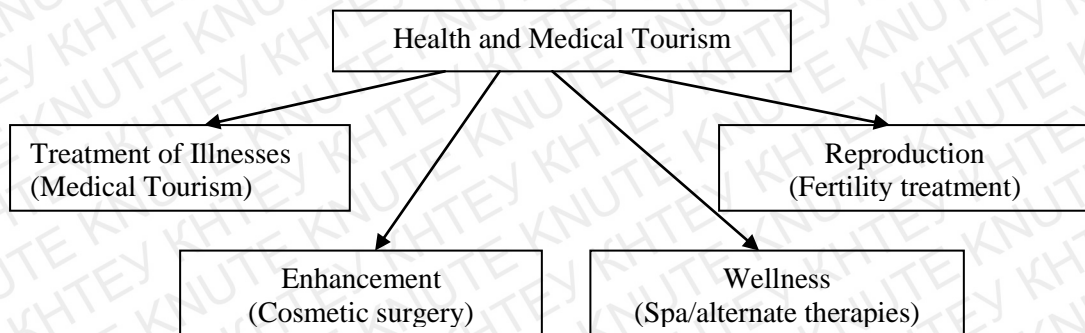 Health and Medical Tourism
Treatment of Illnesses
(Medical Tourism)
Reproduction
(Fertility treatment)
Enhancement
(Cosmetic surgery)
Wellness
(Spa/alternate therapies)